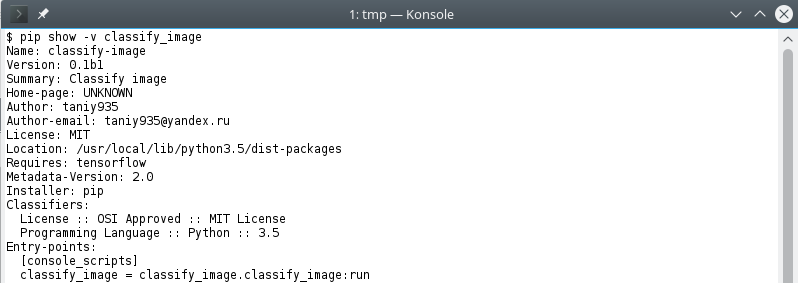 1: tmp — Konsole
$ pip show -v classify_image
Name: classify-image
Version: 0.1b1
Summary: Classify image
Home-page: UNKNOWN
Author: taniy935
Author-email: taniy935@yandex.ru
License: MIT
Location: /usr/local/lib/python3.5/dist-packages
Requires: tensorflow
Metadata-Version: 2.0
Installer: pip
Classifiers:
  License :: OSI Approved :: MIT License
  Programming Language :: Python :: 3.5
Entry-points:
  [console_scripts]
  classify_image = classify_image.classify_image:run